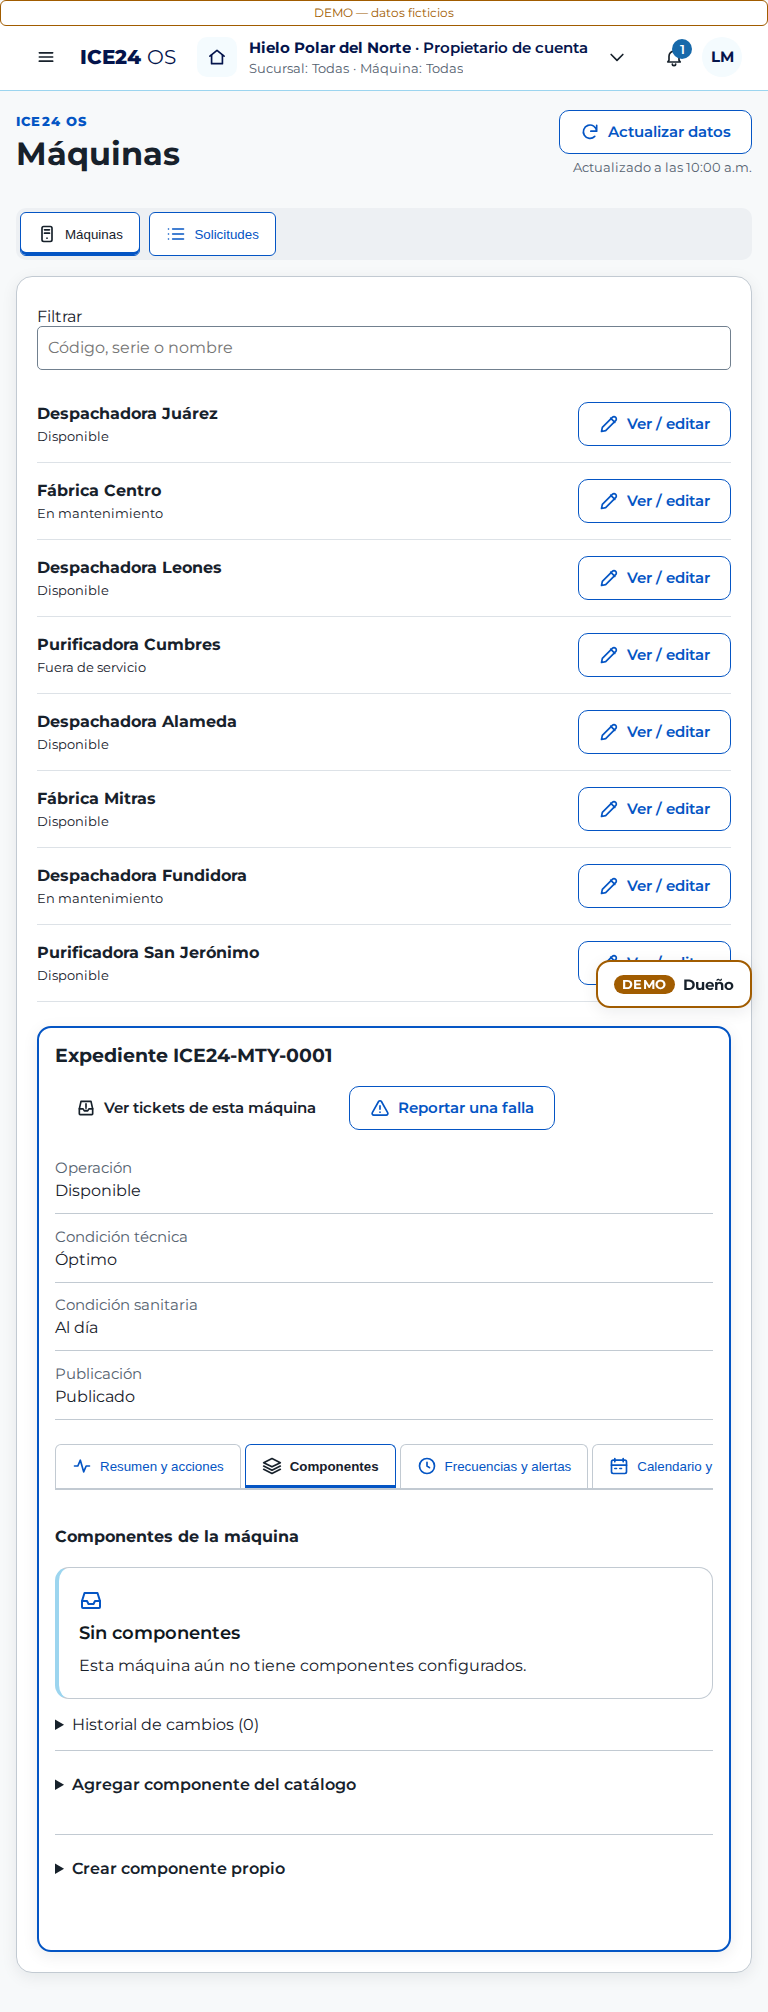 DEMO — datos ficticios
ICE24 OS
Hielo Polar del Norte · Propietario de cuenta
Sucursal: Todas · Máquina: Todas
1
LM
ICE24 OS
Máquinas
Actualizar datos
Actualizado a las 10:00 a.m.
Máquinas
Solicitudes
Filtrar
Código, serie o nombre
Despachadora Juárez
Disponible
Ver / editar
Fábrica Centro
En mantenimiento
Ver / editar
Despachadora Leones
Disponible
Ver / editar
Purificadora Cumbres
Fuera de servicio
Ver / editar
Despachadora Alameda
Disponible
Ver / editar
Fábrica Mitras
Disponible
Ver / editar
Despachadora Fundidora
En mantenimiento
Ver / editar
Purificadora San Jerónimo
Disponible
DEMO Dueño
Expediente ICE24-MTY-0001
Ver tickets de esta máquina
Reportar una falla
Operación
Disponible
Condición técnica
Óptimo
Condición sanitaria
Al día
Publicación
Publicado
Resumen y acciones
Componentes
Frecuencias y alertas
Calendario y
Componentes de la máquina
Sin componentes
Esta máquina aún no tiene componentes configurados.
Historial de cambios (0)
Agregar componente del catálogo
Crear componente propio